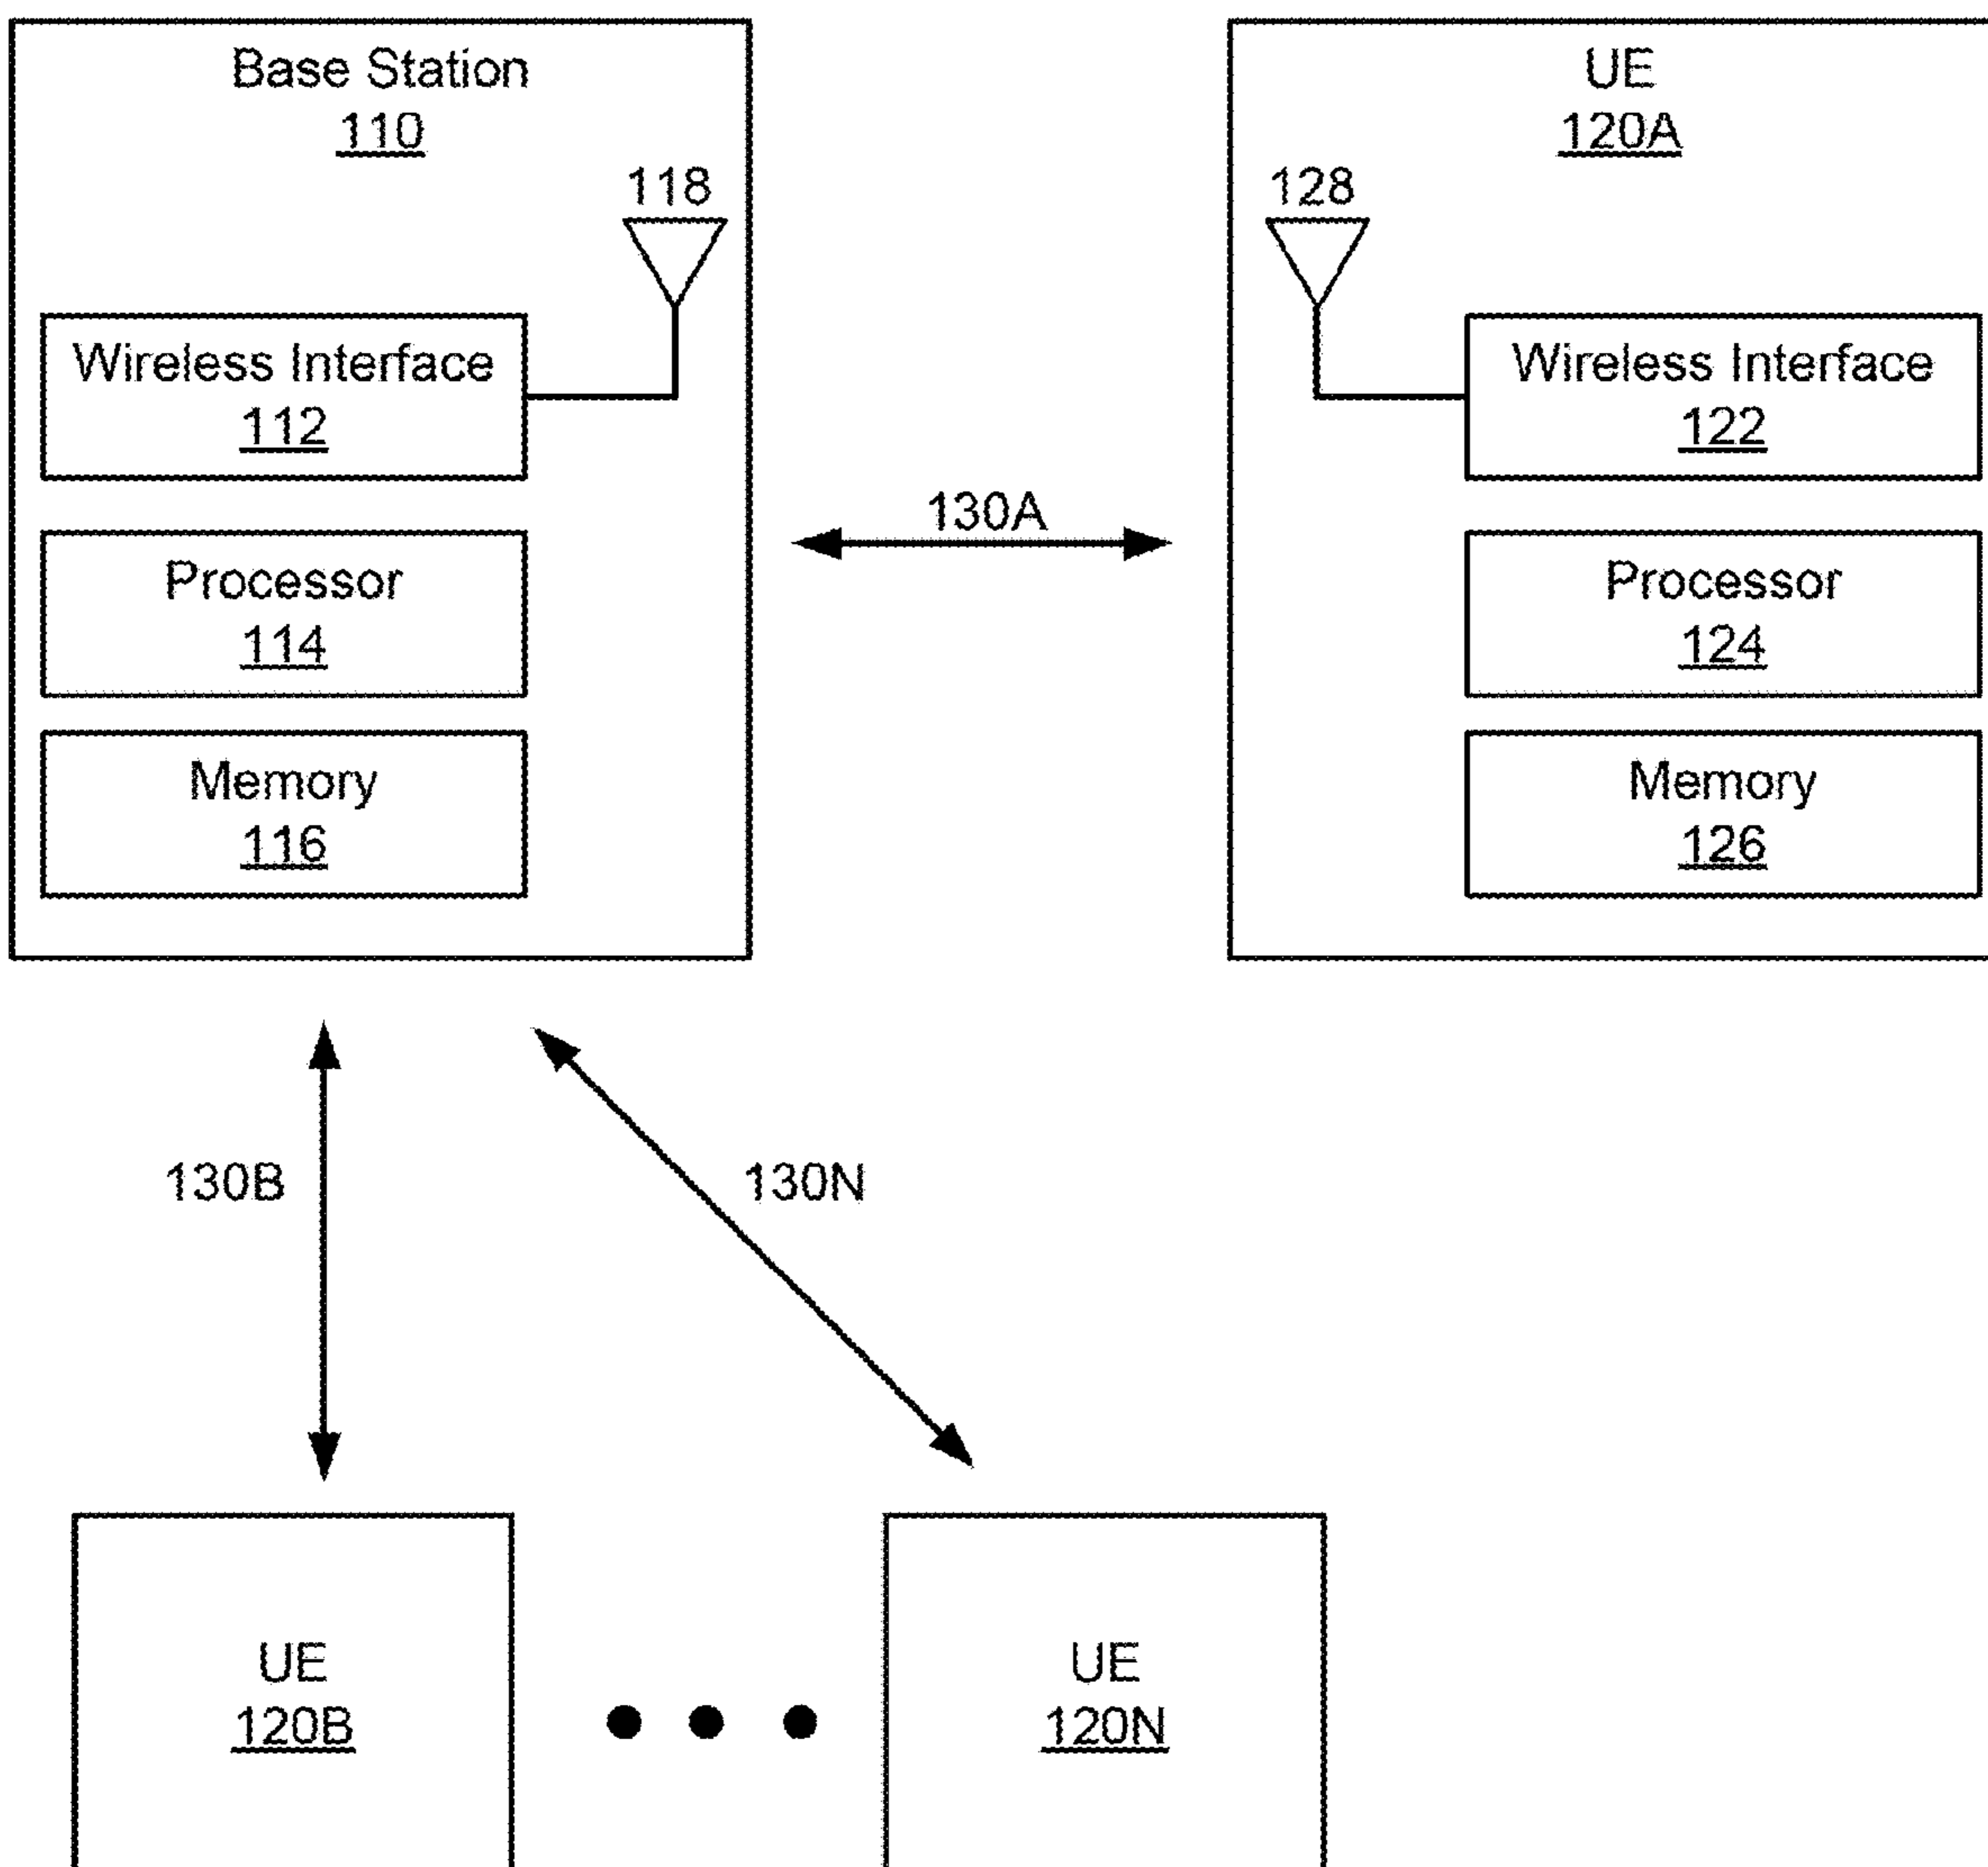 Base Station
110
118
Wireless Interface
112
Processor
114
Memory
116
130A
UE
120A
128
Wireless Interface
122
Processor
124
Memory
126
130B
130N
UE
120B
UE
120N